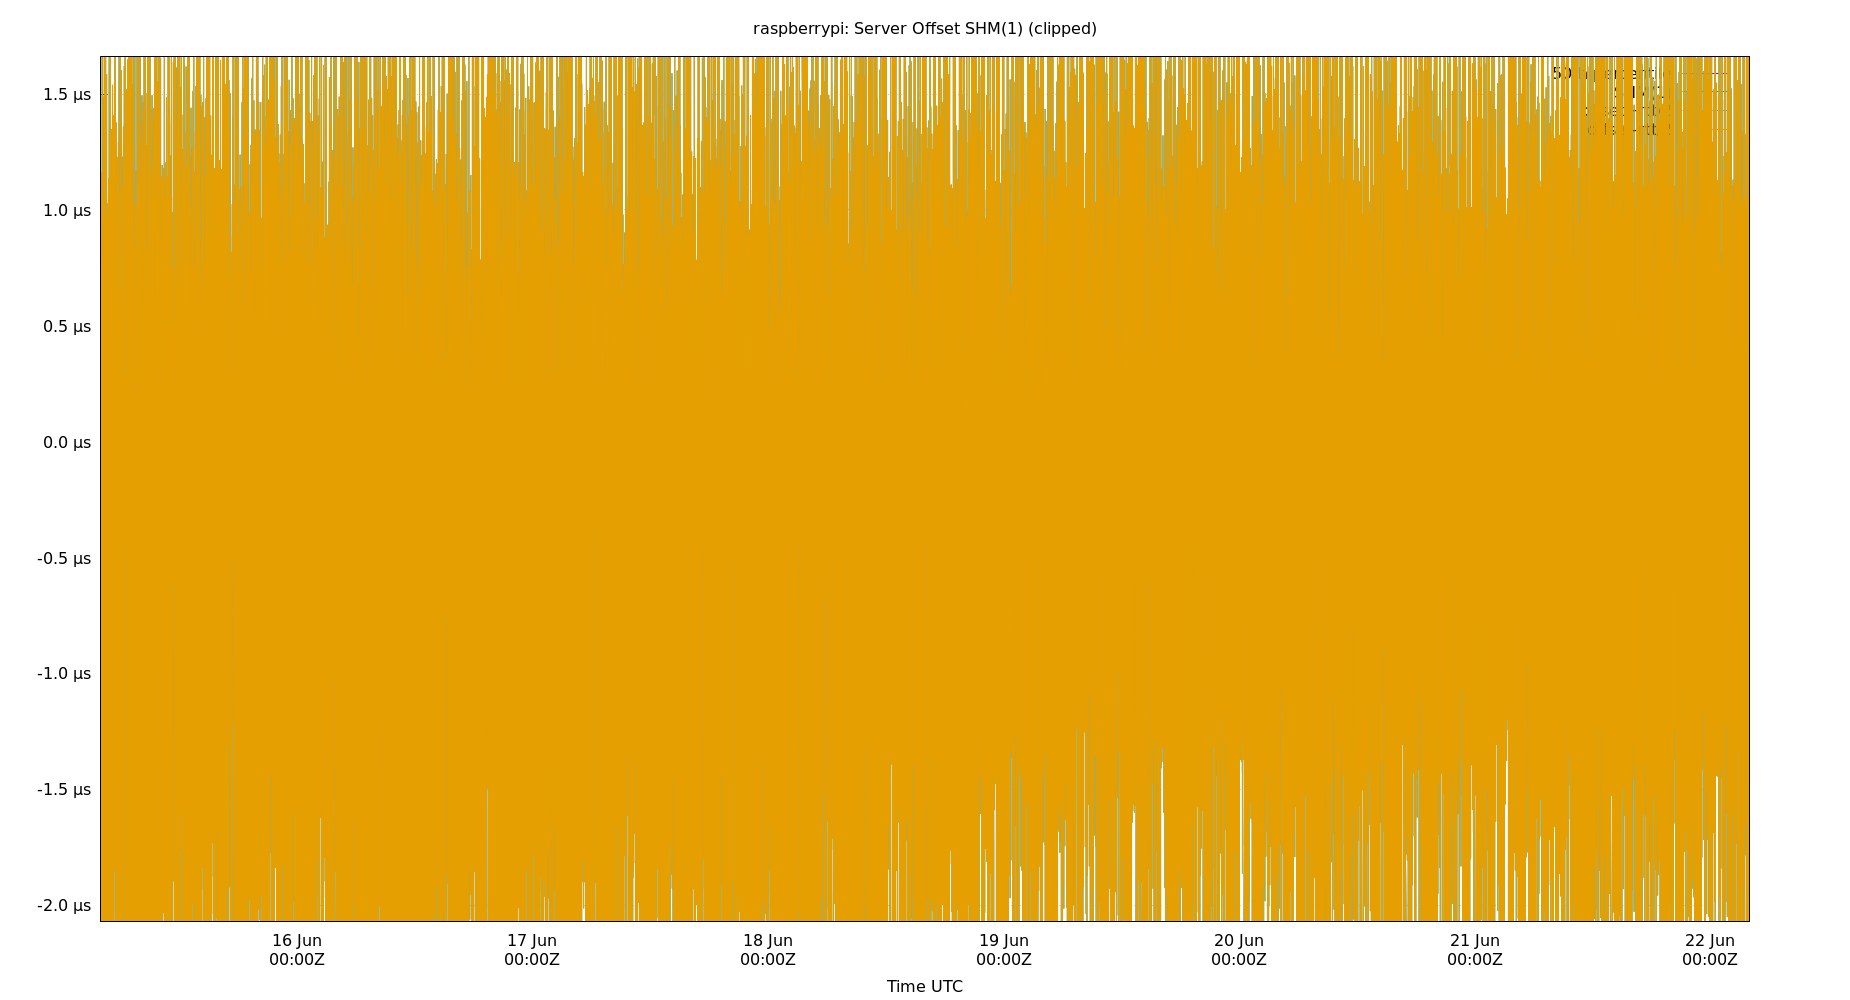 raspberrypi: Server Offset SHM(1) (clipped)
1.5 µs
1.0 µs
0.5 µs
0.0 µs
-0.5 µs
-1.0 µs
-1.5 µs
-2.0 µs
16 Jun 17 Jun 18 Jun 19 Jun 20 Jun 21 Jun 22 Jun
00:00Z 00:00Z 00:00Z 00:00Z 00:00Z 00:00Z 00:00Z
Time UTC